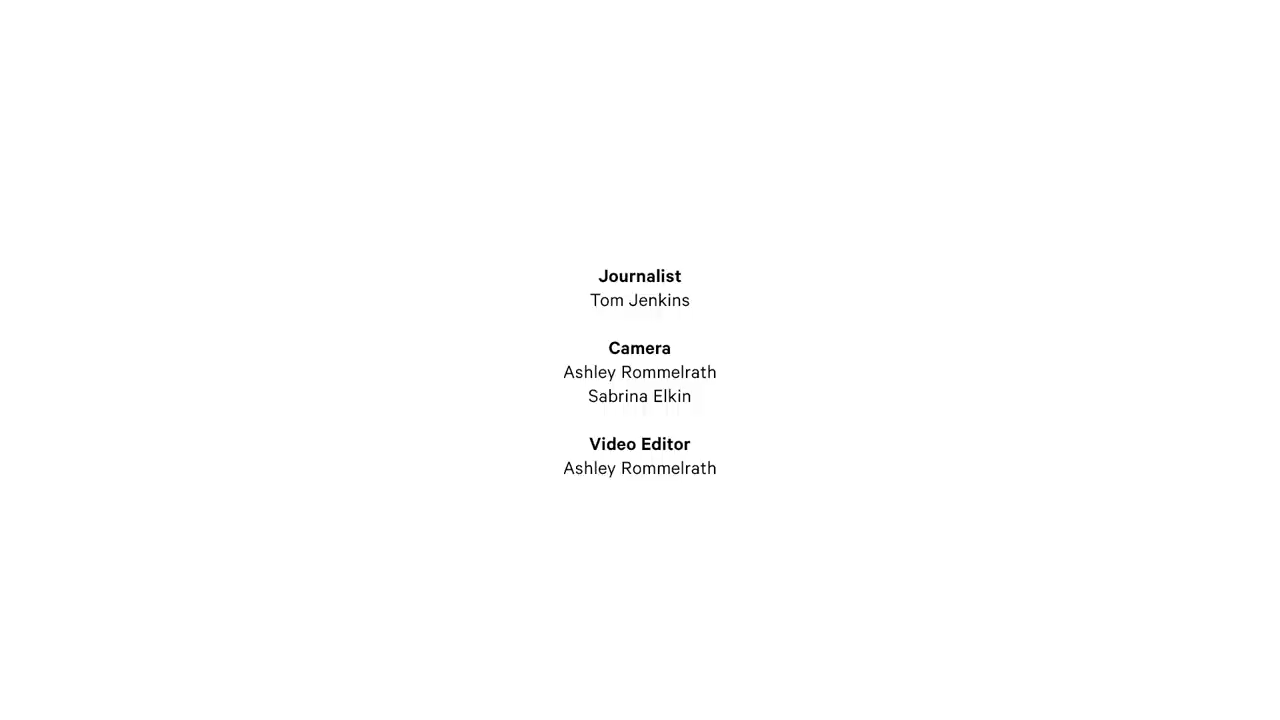 Journalist
Tom Jenkins
Camera
Ashley Rommelrath
Sabrina Elkin
Video Editor
Ashley Rommelrath